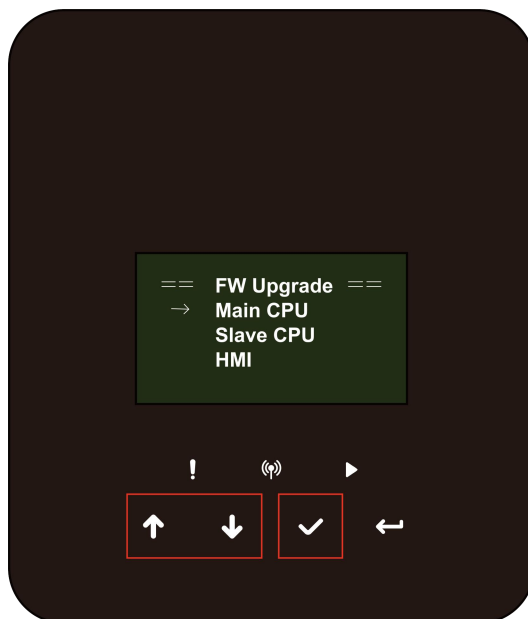 == FW Upgrade ==
→ Main CPU
Slave CPU
HMI